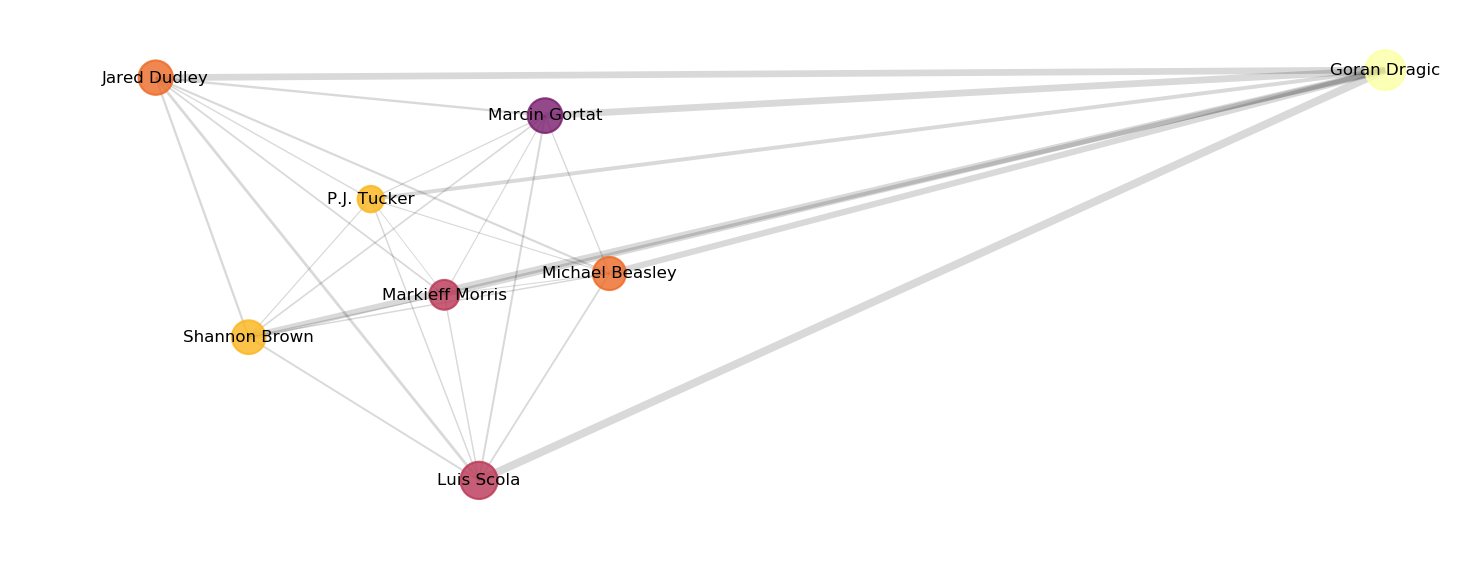 Goran Dragic
Jared Dudley
Marcin Gortat
P.J. Tucker
Michael Beasley
Markieff Morris
Shannon Brown
Luis Scola